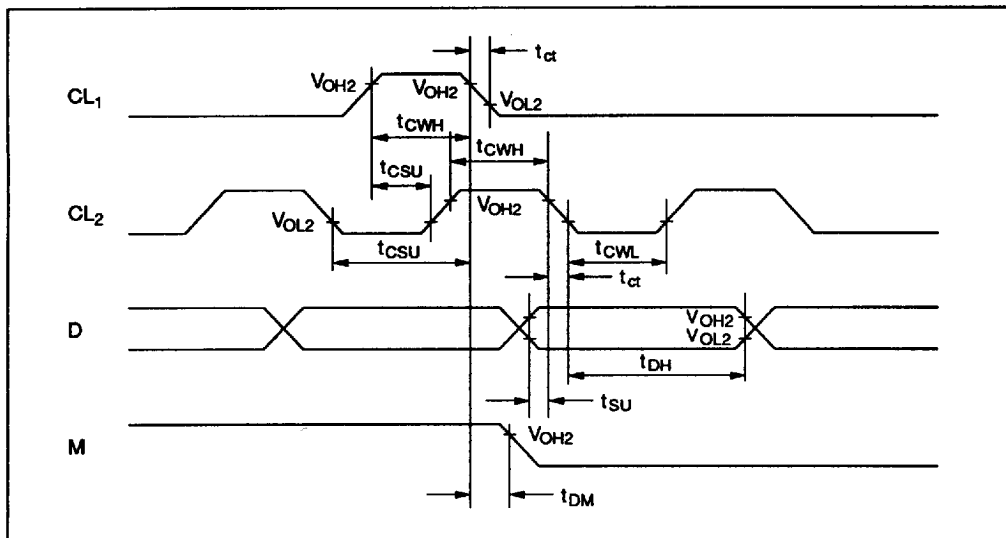 t_ct
V_OH2 V_OH2 V_OL2
CL_1
t_CWH
t_CWH
t_CSU
CL_2 V_OL2 V_OH2
t_CSU t_CWL
t_ct
D V_OH2
V_OL2
t_DH
t_SU
M V_OH2
t_DM